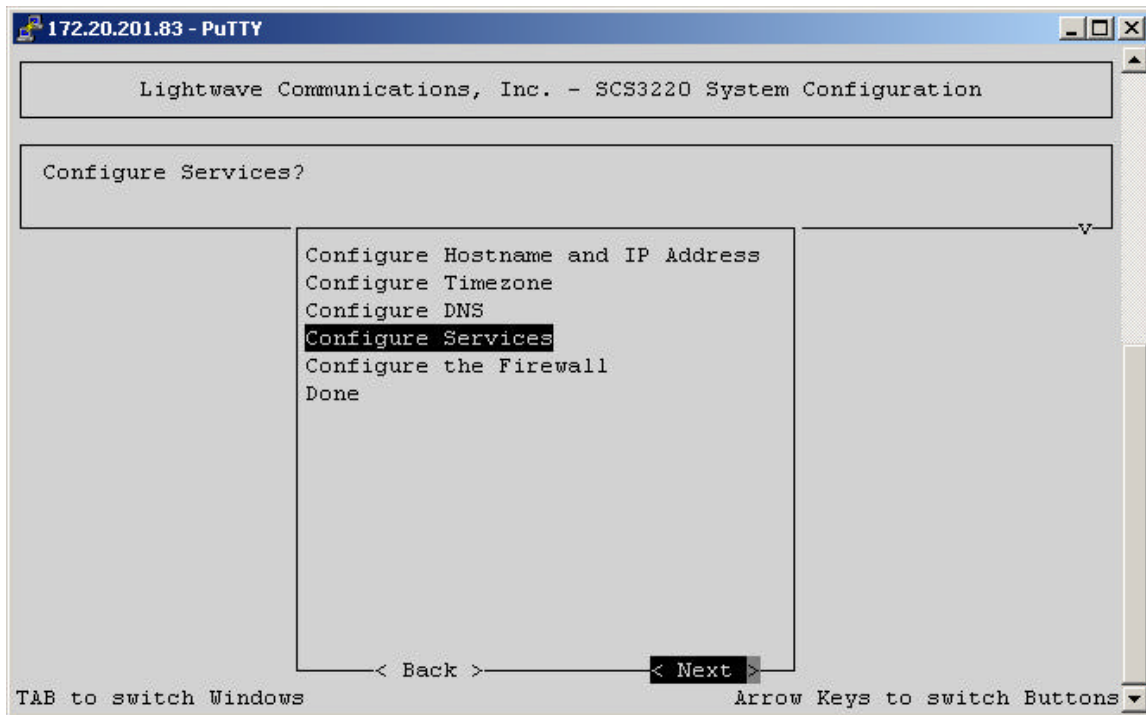 172.20.201.83 - PuTTY
Lightwave Communications, Inc. - SCS3220 System Configuration
Configure Services?
v
Configure Hostname and IP Address
Configure Timezone
Configure DNS
Configure Services
Configure the Firewall
Done
< Back > < Next >
TAB to switch Windows Arrow Keys to switch Buttons